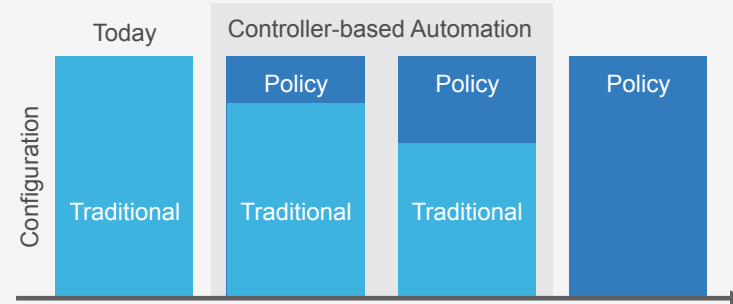 Today
Controller-based Automation
Policy
Policy
Policy
Configuration
Traditional
Traditional
Traditional